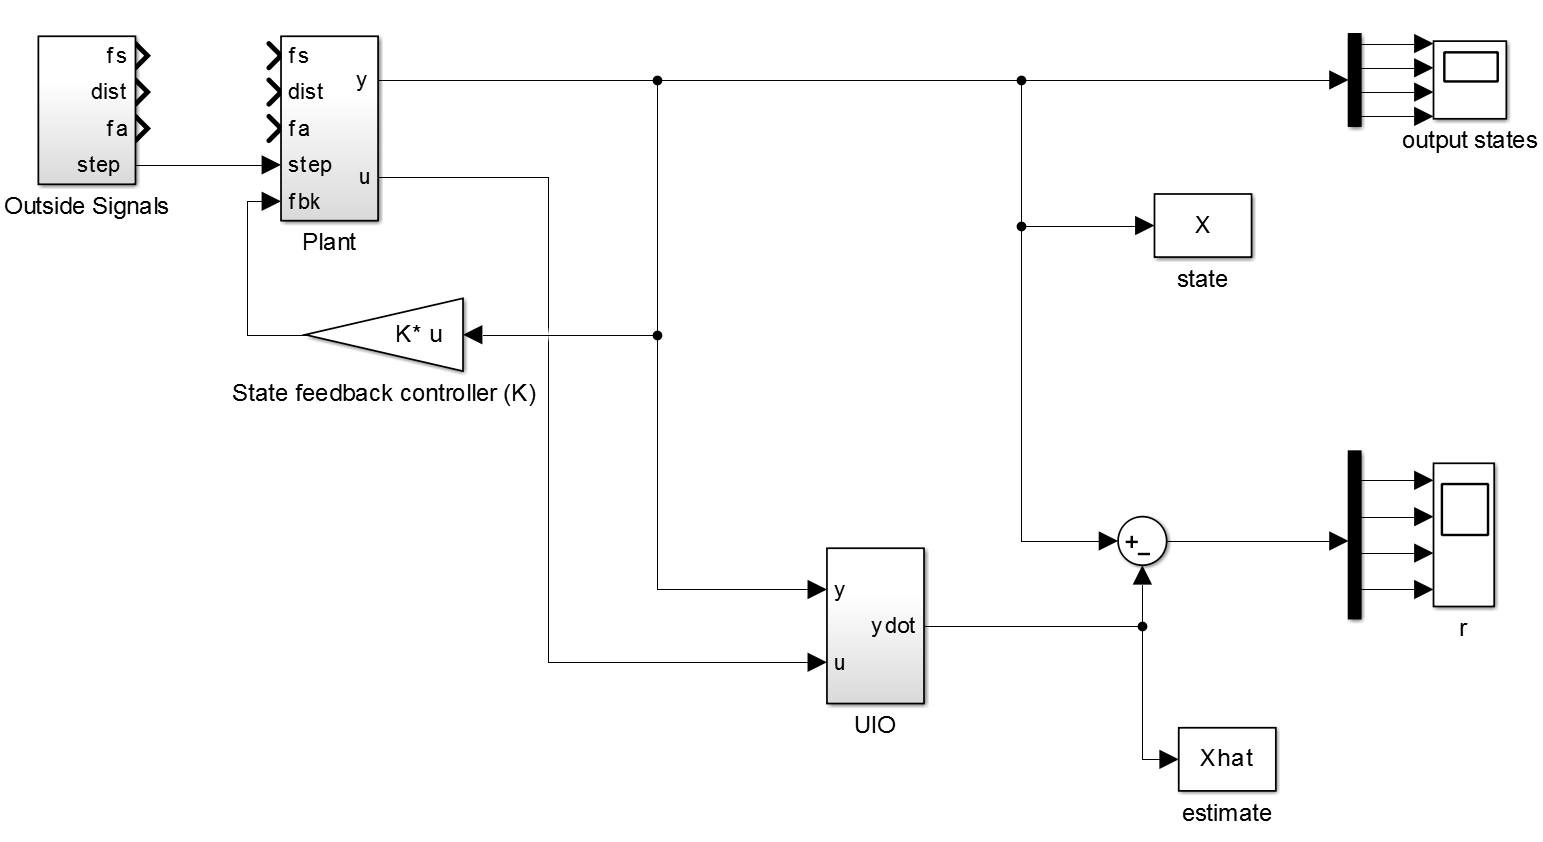 fs
dist
fa
step
Outside Signals
fs
dist
fa
step
fbk
y
u
Plant
output states
X
state
K* u
State feedback controller (K)
+
−
r
y
u
ydot
UIO
Xhat
estimate